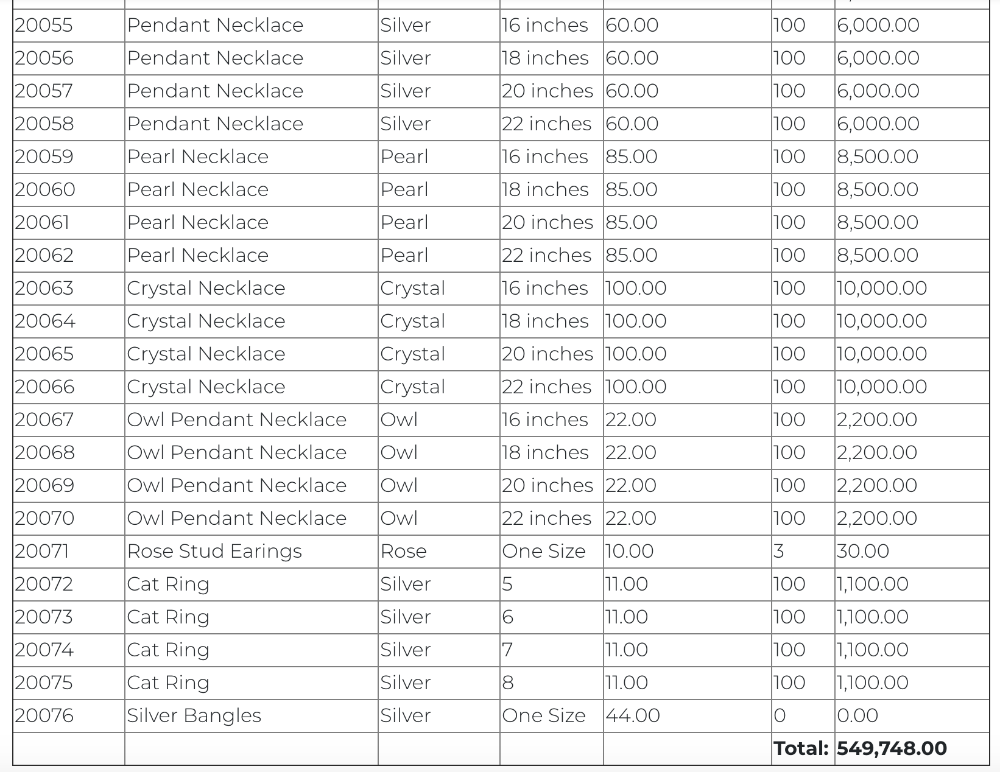 20055 Pendant Necklace Silver 16 inches 60.00 100 6,000.00
20056 Pendant Necklace Silver 18 inches 60.00 100 6,000.00
20057 Pendant Necklace Silver 20 inches 60.00 100 6,000.00
20058 Pendant Necklace Silver 22 inches 60.00 100 6,000.00
20059 Pearl Necklace Pearl 16 inches 85.00 100 8,500.00
20060 Pearl Necklace Pearl 18 inches 85.00 100 8,500.00
20061 Pearl Necklace Pearl 20 inches 85.00 100 8,500.00
20062 Pearl Necklace Pearl 22 inches 85.00 100 8,500.00
20063 Crystal Necklace Crystal 16 inches 100.00 100 10,000.00
20064 Crystal Necklace Crystal 18 inches 100.00 100 10,000.00
20065 Crystal Necklace Crystal 20 inches 100.00 100 10,000.00
20066 Crystal Necklace Crystal 22 inches 100.00 100 10,000.00
20067 Owl Pendant Necklace Owl 16 inches 22.00 100 2,200.00
20068 Owl Pendant Necklace Owl 18 inches 22.00 100 2,200.00
20069 Owl Pendant Necklace Owl 20 inches 22.00 100 2,200.00
20070 Owl Pendant Necklace Owl 22 inches 22.00 100 2,200.00
20071 Rose Stud Earings Rose One Size 10.00 3 30.00
20072 Cat Ring Silver 5 11.00 100 1,100.00
20073 Cat Ring Silver 6 11.00 100 1,100.00
20074 Cat Ring Silver 7 11.00 100 1,100.00
20075 Cat Ring Silver 8 11.00 100 1,100.00
20076 Silver Bangles Silver One Size 44.00 0 0.00
Total: 549,748.00